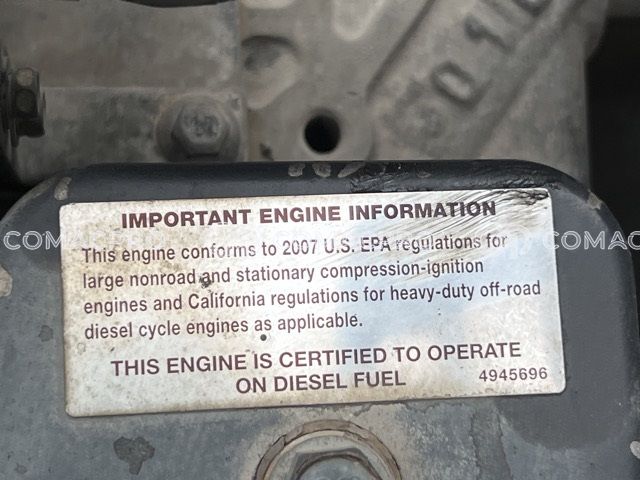 IMPORTANT ENGINE INFORMATION
This engine conforms to 2007 U.S. EPA regulations for
large nonroad and stationary compression-ignition
engines and California regulations for heavy-duty off-road
diesel cycle engines as applicable.
THIS ENGINE IS CERTIFIED TO OPERATE
ON DIESEL FUEL
4945696